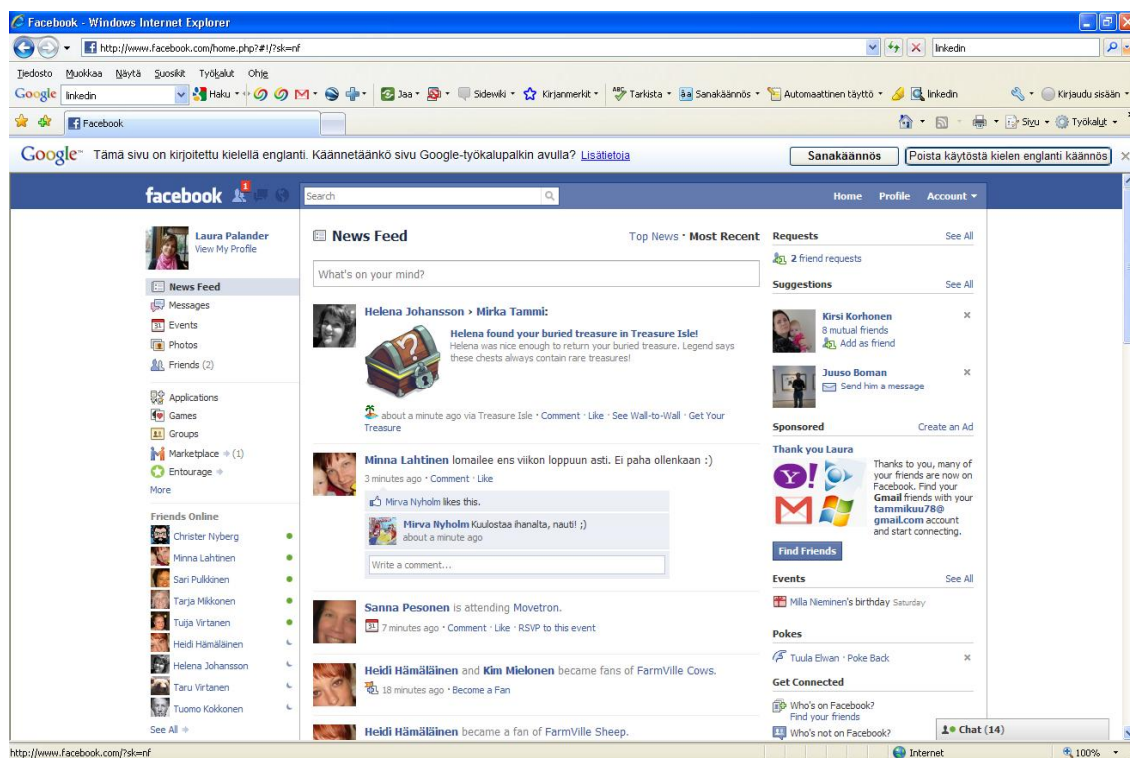 Facebook - Windows Internet Explorer
http://www.facebook.com/home.php?#!/?sk=nf
linkedin
Tiedosto Muokkaa Näytä Suosikit Työkalut Ohje
Google linkedin Haku Jaa Sidewiki Kirjanmerkit Tarkista Sanakäännös Automaattinen täyttö linkedin Kirjaudu sisään
Facebook
Sivu Työkalut
Google Tämä sivu on kirjoitettu kielellä englanti. Käännetäänkö sivu Google-työkalupalkin avulla? Lisätietoja Sanakäännös Poista käytöstä kielen englanti käännös
facebook 1 Search Home Profile Account
Laura Palander
View My Profile
News Feed
Messages
Events
Photos
Friends (2)
Applications
Games
Groups
Marketplace (1)
Entourage
More
Friends Online
Christer Nyberg
Minna Lahtinen
Sari Pulkkinen
Tarja Mikkonen
Tuija Virtanen
Heidi Hämäläinen
Helena Johansson
Taru Virtanen
Tuomo Kokkonen
See All
News Feed Top News · Most Recent
What's on your mind?
Helena Johansson › Mirka Tammi:
Helena found your buried treasure in Treasure Isle!
Helena was nice enough to return your buried treasure. Legend says
these chests always contain rare treasures!
about a minute ago via Treasure Isle · Comment · Like · See Wall-to-Wall · Get Your
Treasure
Minna Lahtinen lomailee ens viikon loppuun asti. Ei paha ollenkaan :)
3 minutes ago · Comment · Like
Mirva Nyholm likes this.
Mirva Nyholm Kuulostaa ihanalta, nauti! ;)
about a minute ago
Write a comment...
Sanna Pesonen is attending Movetron.
31 7 minutes ago · Comment · Like · RSVP to this event
Heidi Hämäläinen and Kim Mielonen became fans of FarmVille Cows.
18 minutes ago · Become a Fan
Heidi Hämäläinen became a fan of FarmVille Sheep.
Requests See All
2 friend requests
Suggestions See All
Kirsi Korhonen
8 mutual friends
Add as friend
Juuso Boman
Send him a message
Sponsored Create an Ad
Thank you Laura
Thanks to you, many of
your friends are now on
Facebook. Find your
Gmail friends with your
tammikuu78@
gmail.com account
and start connecting.
Find Friends
Events See All
Milla Nieminen's birthday Saturday
Pokes
Tuula Elwan · Poke Back
Get Connected
Who's on Facebook?
Find your friends
Who's not on Facebook?
Chat (14)
http://www.facebook.com/?sk=nf Internet 100%